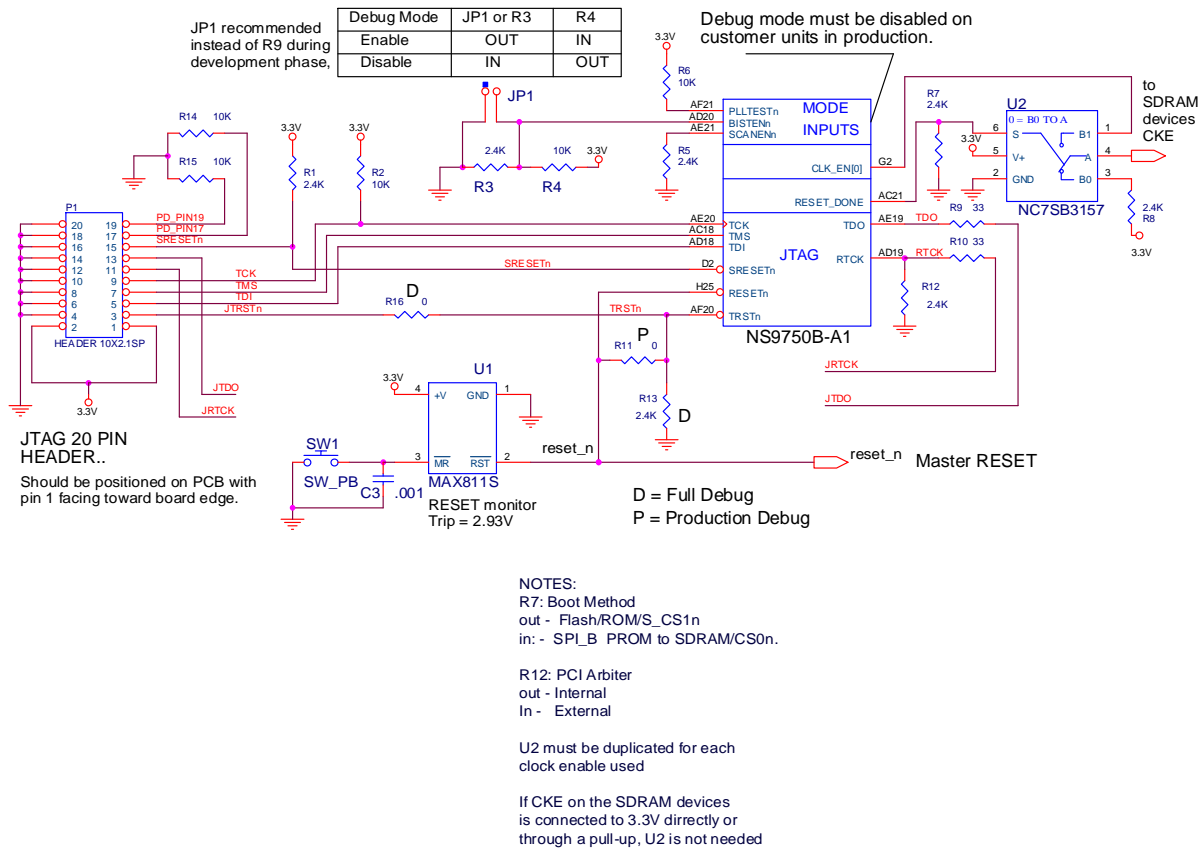 JP1 recommended
instead of R9 during
development phase,
Debug Mode JP1 or R3 R4
Enable OUT IN
Disable IN OUT
Debug mode must be disabled on
customer units in production.
3.3V
R6
10K
JP1
R14 10K
R15 10K
3.3V
R1
2.4K
3.3V
R2
10K
2.4K
R3
10K
R4
3.3V
R5
2.4K
AF21 PLLTESTn
AD20 BISTENn
AE21 SCANENn
MODE
INPUTS
CLK_EN[0] G2
RESET_DONE AC21
AE20 TCK
AC18 TMS
AD18 TDI
D2 SRESETn
H25 RESETn
AF20 TRSTn
JTAG
TDO AE19 TDO
RTCK AD19 RTCK
NS9750B-A1
R7
2.4K
U2
0 = B0 TO A
6 S
5 V+
2 GND
B1 1
A 4
B0 3
3.3V
NC7SB3157
to
SDRAM
devices
CKE
2.4K
R8
3.3V
R9 33
R10 33
R12
2.4K
P1
20 19 PD_PIN19
18 17 PD_PIN17
16 15 SRESETn
14 13
12 11
10 9 TCK
8 7 TMS
6 5 TDI
4 3 JTRSTn
2 1
HEADER 10X2.1SP
3.3V
SRESETn
D
R16 0
TRSTn
P
R11 0
R13
2.4K D
JTDO
JRTCK
JRTCK
JTDO
JTAG 20 PIN
HEADER..
Should be positioned on PCB with
pin 1 facing toward board edge.
3.3V
U1
4 +V GND 1
3 MR RST 2
MAX811S
RESET monitor
Trip = 2.93V
SW1
SW_PB
C3 .001
reset_n
reset_n Master RESET
D = Full Debug
P = Production Debug
NOTES:
R7: Boot Method
out - Flash/ROM/S_CS1n
in: - SPI_B PROM to SDRAM/CS0n.
R12: PCI Arbiter
out - Internal
In - External
U2 must be duplicated for each
clock enable used
If CKE on the SDRAM devices
is connected to 3.3V directly or
through a pull-up, U2 is not needed